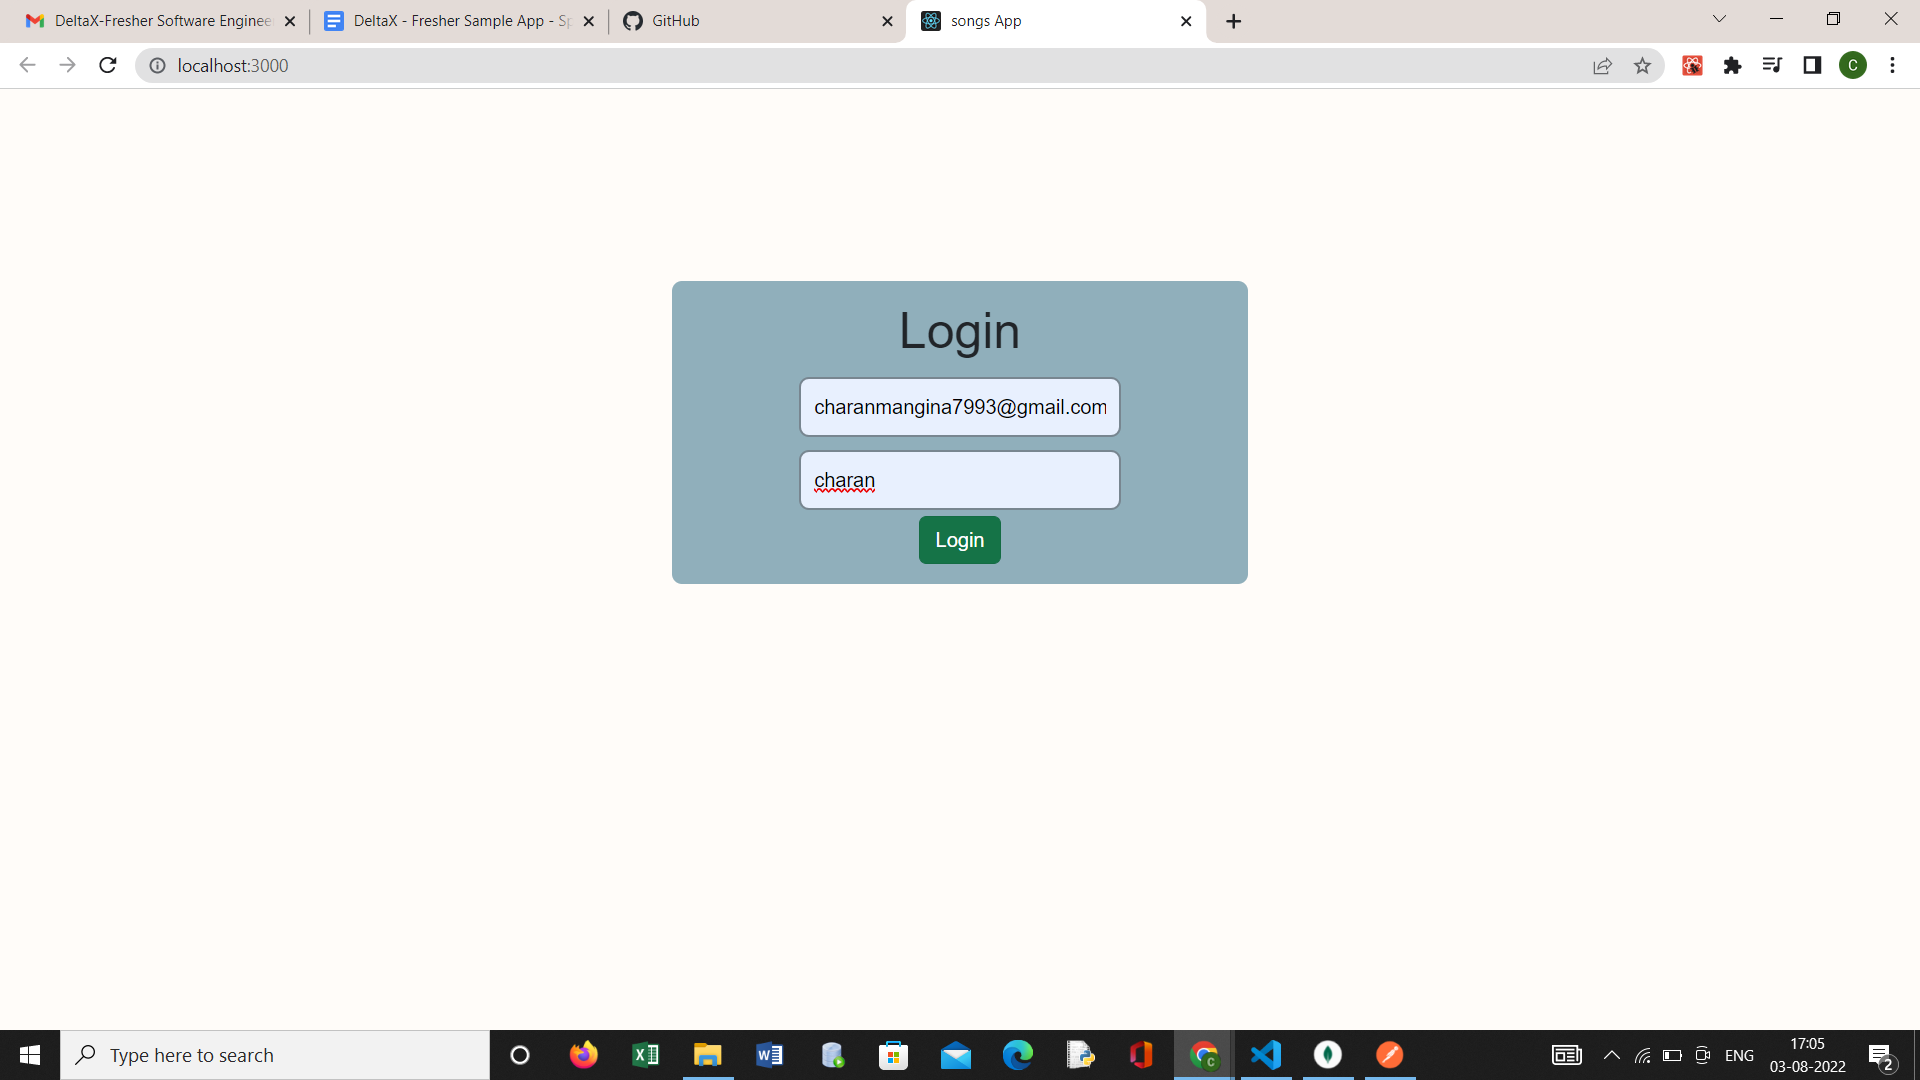 DeltaX-Fresher Software Enginee
DeltaX - Fresher Sample App - Sp
GitHub
songs App
localhost:3000
C
Login
charanmangina7993@gmail.com
charan
Login
Type here to search
ENG
17:05
03-08-2022
2